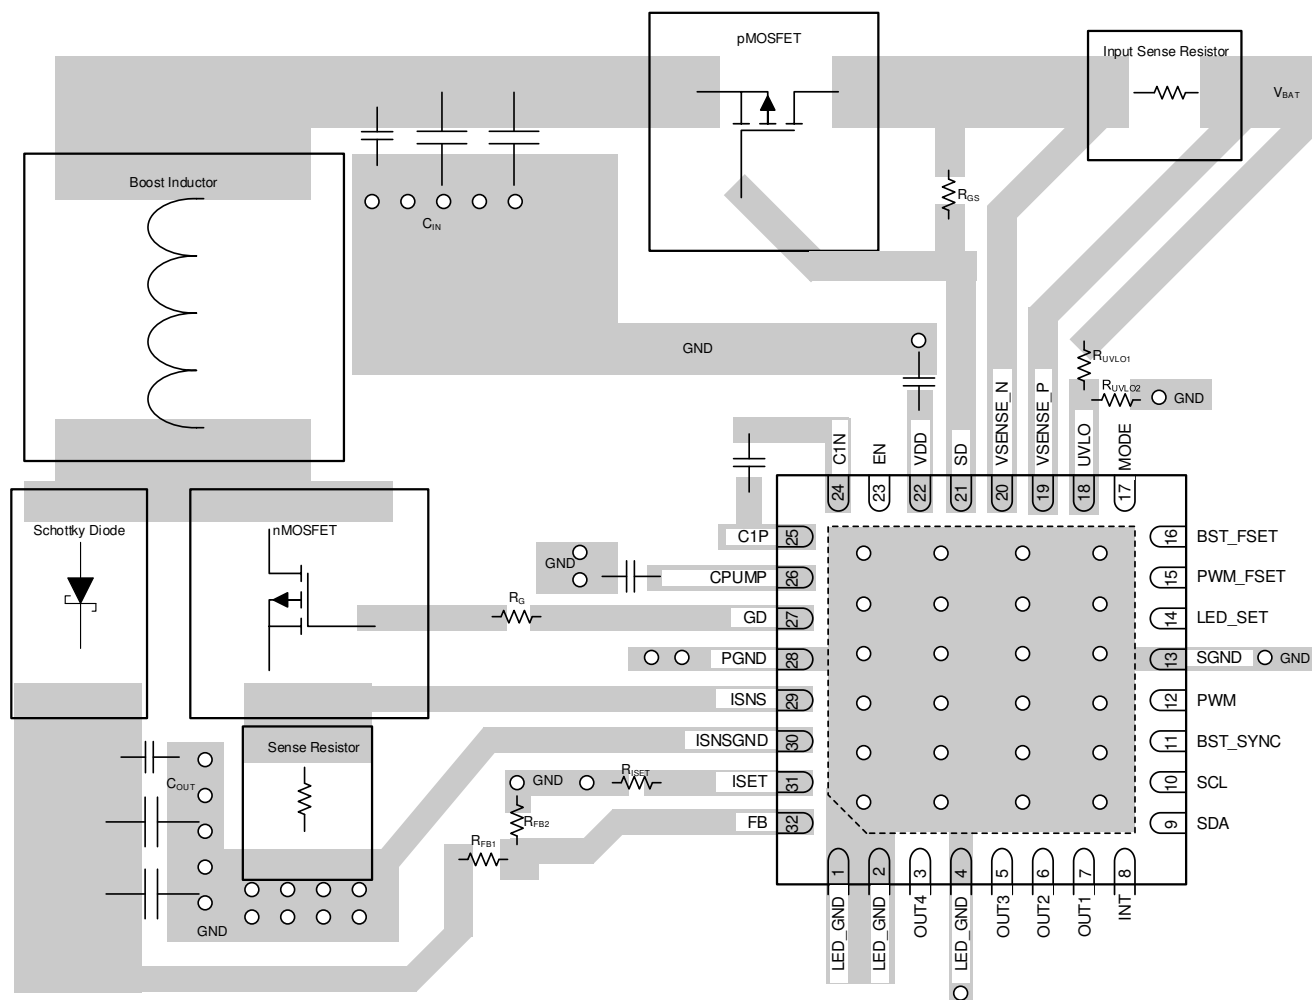 pMOSFET
Input Sense Resistor
VBAT
Boost Inductor
CIN
RGS
GND
RUVLO1
RUVLO2
GND
C1N
EN
VDD
SD
VSENSE_N
VSENSE_P
UVLO
MODE
24
23
22
21
20
19
18
17
Schottky Diode
nMOSFET
C1P
25
16
BST_FSET
GND
CPUMP
26
15
PWM_FSET
RG
GD
27
14
LED_SET
PGND
28
13
SGND
GND
ISNS
29
12
PWM
ISNSGND
30
11
BST_SYNC
Sense Resistor
COUT
GND
RISET
ISET
31
10
SCL
RFB2
FB
32
9
SDA
RFB1
1
2
3
4
5
6
7
8
LED_GND
LED_GND
OUT4
LED_GND
OUT3
OUT2
OUT1
INT
GND